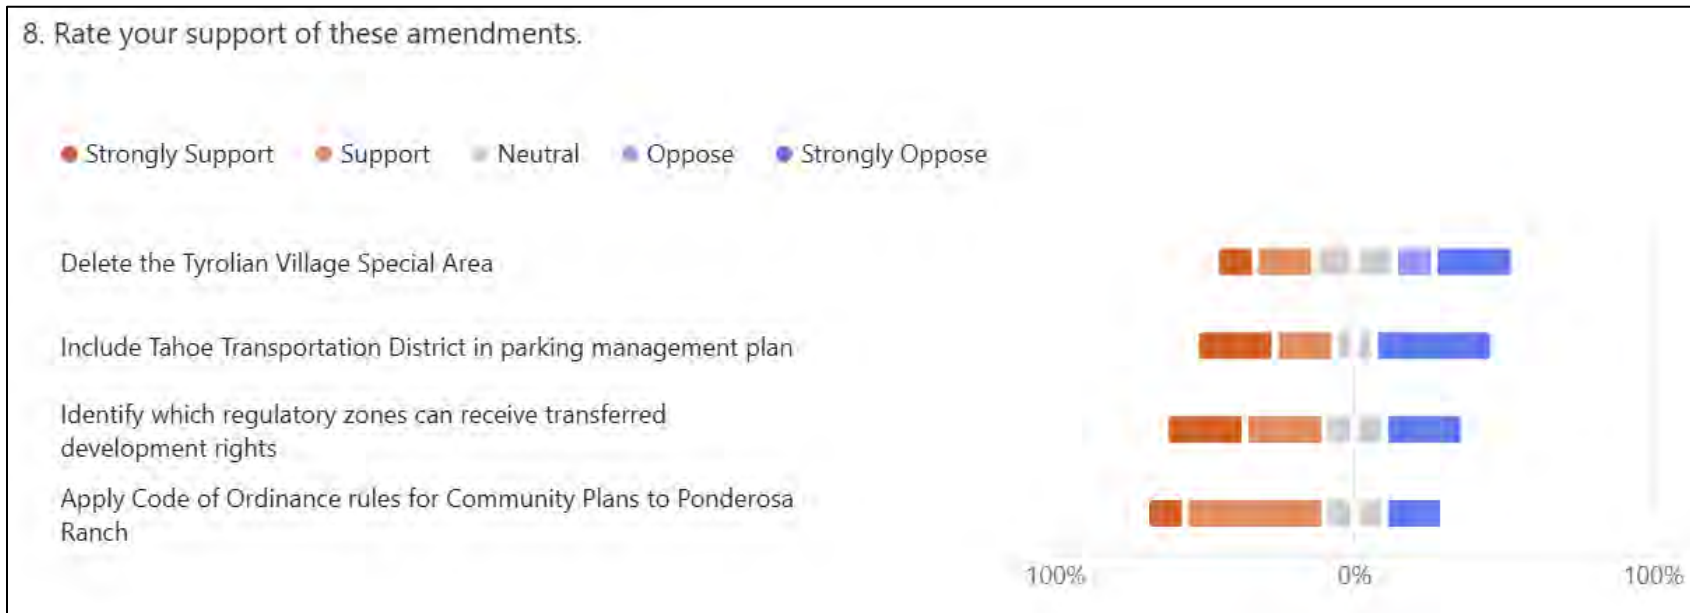 8. Rate your support of these amendments.
Strongly Support Support Neutral Oppose Strongly Oppose
Delete the Tyrolian Village Special Area
Include Tahoe Transportation District in parking management plan
Identify which regulatory zones can receive transferred
development rights
Apply Code of Ordinance rules for Community Plans to Ponderosa
Ranch
100% 0% 100%